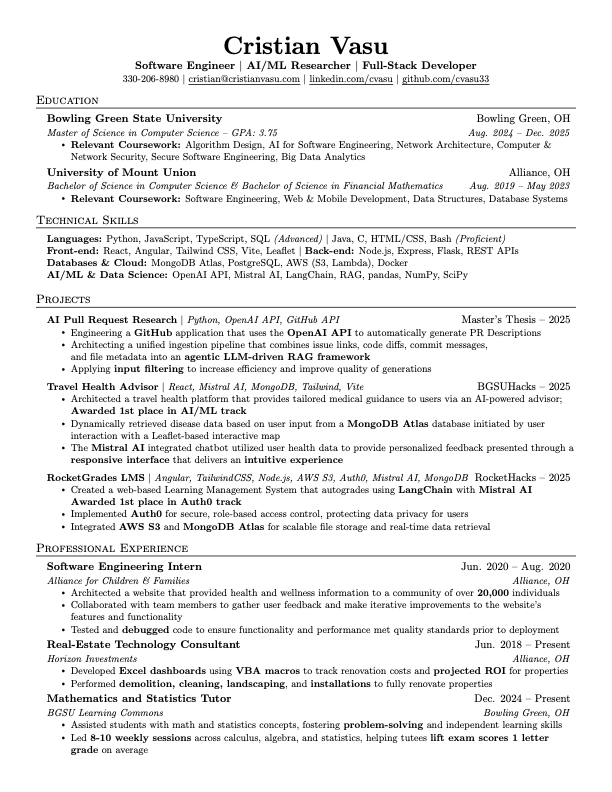 Cristian Vasu
Software Engineer | AI/ML Researcher | Full-Stack Developer
330-206-8980 | cristian@cristianvasu.com | linkedin.com/cvasu | github.com/cvasu33
Education
Bowling Green State University Bowling Green, OH
Master of Science in Computer Science – GPA: 3.75 Aug. 2024 – Dec. 2025
• Relevant Coursework: Algorithm Design, AI for Software Engineering, Network Architecture, Computer &
Network Security, Secure Software Engineering, Big Data Analytics
University of Mount Union Alliance, OH
Bachelor of Science in Computer Science & Bachelor of Science in Financial Mathematics Aug. 2019 – May 2023
• Relevant Coursework: Software Engineering, Web & Mobile Development, Data Structures, Database Systems
Technical Skills
Languages: Python, JavaScript, TypeScript, SQL (Advanced) | Java, C, HTML/CSS, Bash (Proficient)
Front-end: React, Angular, Tailwind CSS, Vite, Leaflet | Back-end: Node.js, Express, Flask, REST APIs
Databases & Cloud: MongoDB Atlas, PostgreSQL, AWS (S3, Lambda), Docker
AI/ML & Data Science: OpenAI API, Mistral AI, LangChain, RAG, pandas, NumPy, SciPy
Projects
AI Pull Request Research | Python, OpenAI API, GitHub API Master's Thesis – 2025
• Engineering a GitHub application that uses the OpenAI API to automatically generate PR Descriptions
• Architecting a unified ingestion pipeline that combines issue links, code diffs, commit messages,
and file metadata into an agentic LLM-driven RAG framework
• Applying input filtering to increase efficiency and improve quality of generations
Travel Health Advisor | React, Mistral AI, MongoDB, Tailwind, Vite BGSUHacks – 2025
• Architected a travel health platform that provides tailored medical guidance to users via an AI-powered advisor;
Awarded 1st place in AI/ML track
• Dynamically retrieved disease data based on user input from a MongoDB Atlas database initiated by user
interaction with a Leaflet-based interactive map
• The Mistral AI integrated chatbot utilized user health data to provide personalized feedback presented through a
responsive interface that delivers an intuitive experience
RocketGrades LMS | Angular, TailwindCSS, Node.js, AWS S3, Auth0, Mistral AI, MongoDB RocketHacks – 2025
• Created a web-based Learning Management System that autogrades using LangChain with Mistral AI
Awarded 1st place in Auth0 track
• Implemented Auth0 for secure, role-based access control, protecting data privacy for users
• Integrated AWS S3 and MongoDB Atlas for scalable file storage and real-time data retrieval
Professional Experience
Software Engineering Intern Jun. 2020 – Aug. 2020
Alliance for Children & Families Alliance, OH
• Architected a website that provided health and wellness information to a community of over 20,000 individuals
• Collaborated with team members to gather user feedback and make iterative improvements to the website's
features and functionality
• Tested and debugged code to ensure functionality and performance met quality standards prior to deployment
Real-Estate Technology Consultant Jun. 2018 – Present
Horizon Investments Alliance, OH
• Developed Excel dashboards using VBA macros to track renovation costs and projected ROI for properties
• Performed demolition, cleaning, landscaping, and installations to fully renovate properties
Mathematics and Statistics Tutor Dec. 2024 – Present
BGSU Learning Commons Bowling Green, OH
• Assisted students with math and statistics concepts, fostering problem-solving and independent learning skills
• Led 8-10 weekly sessions across calculus, algebra, and statistics, helping tutees lift exam scores 1 letter
grade on average